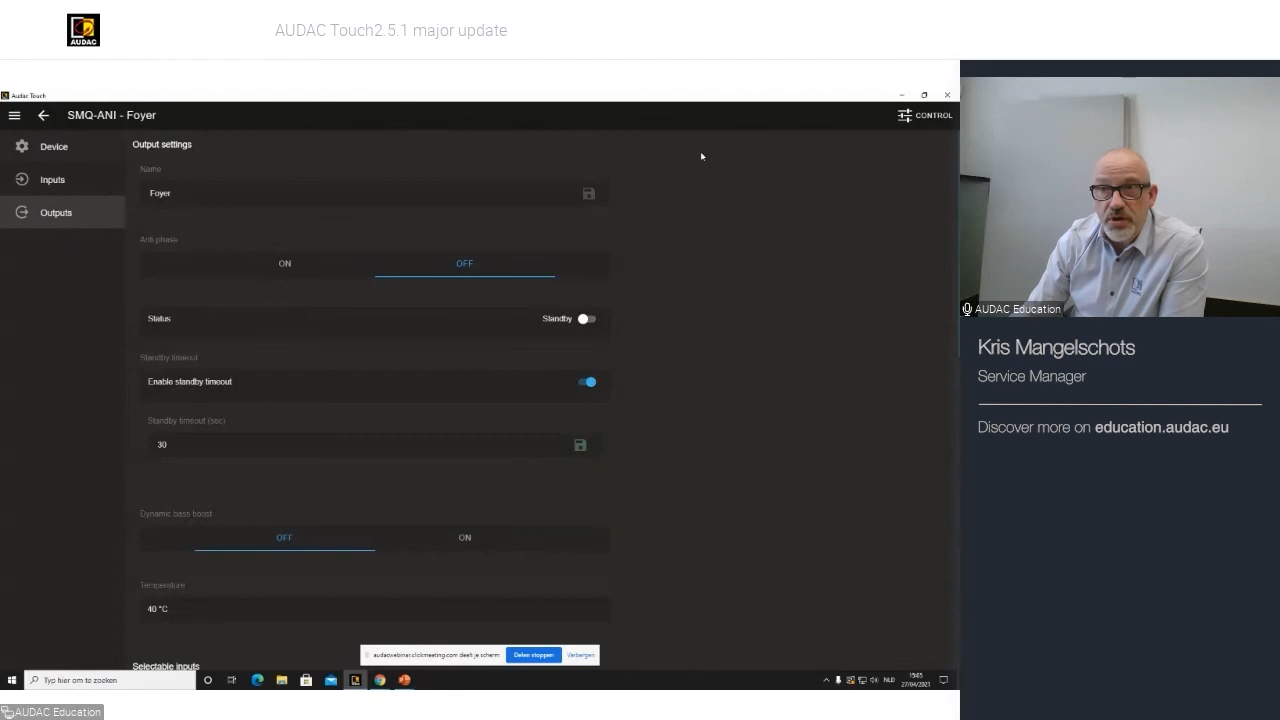 AUDAC
AUDAC Touch2.5.1 major update
Audac Touch
SMQ-ANI - Foyer
CONTROL
Device
Inputs
Outputs
Output settings
Name
Foyer
Anti phase
ON
OFF
Status
Standby
Standby timeout
Enable standby timeout
Standby timeout (sec)
30
Dynamic bass boost
OFF
ON
Temperature
40 °C
Selectable inputs
audacwebinar.clickmeeting.com deelt je scherm.
Delen stoppen
Verbergen
Typ hier om te zoeken
NLD
15:05
27/04/2021
AUDAC Education
AUDAC Education
Kris Mangelschots
Service Manager
Discover more on education.audac.eu